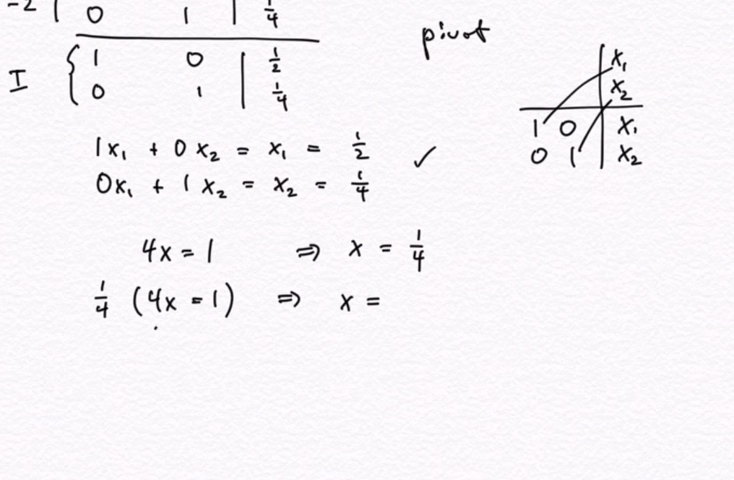 -2 | 0 1 | 1/4
I { 1 0 | 1/2
0 1 | 1/4
pivot
x₁
x₂
1 0 | x₁
0 1 | x₂
1x₁ + 0x₂ = x₁ = 1/2 ✓
0x₁ + 1x₂ = x₂ = 1/4
4x = 1 ⇒ x = 1/4
1/4 (4x = 1) ⇒ x =